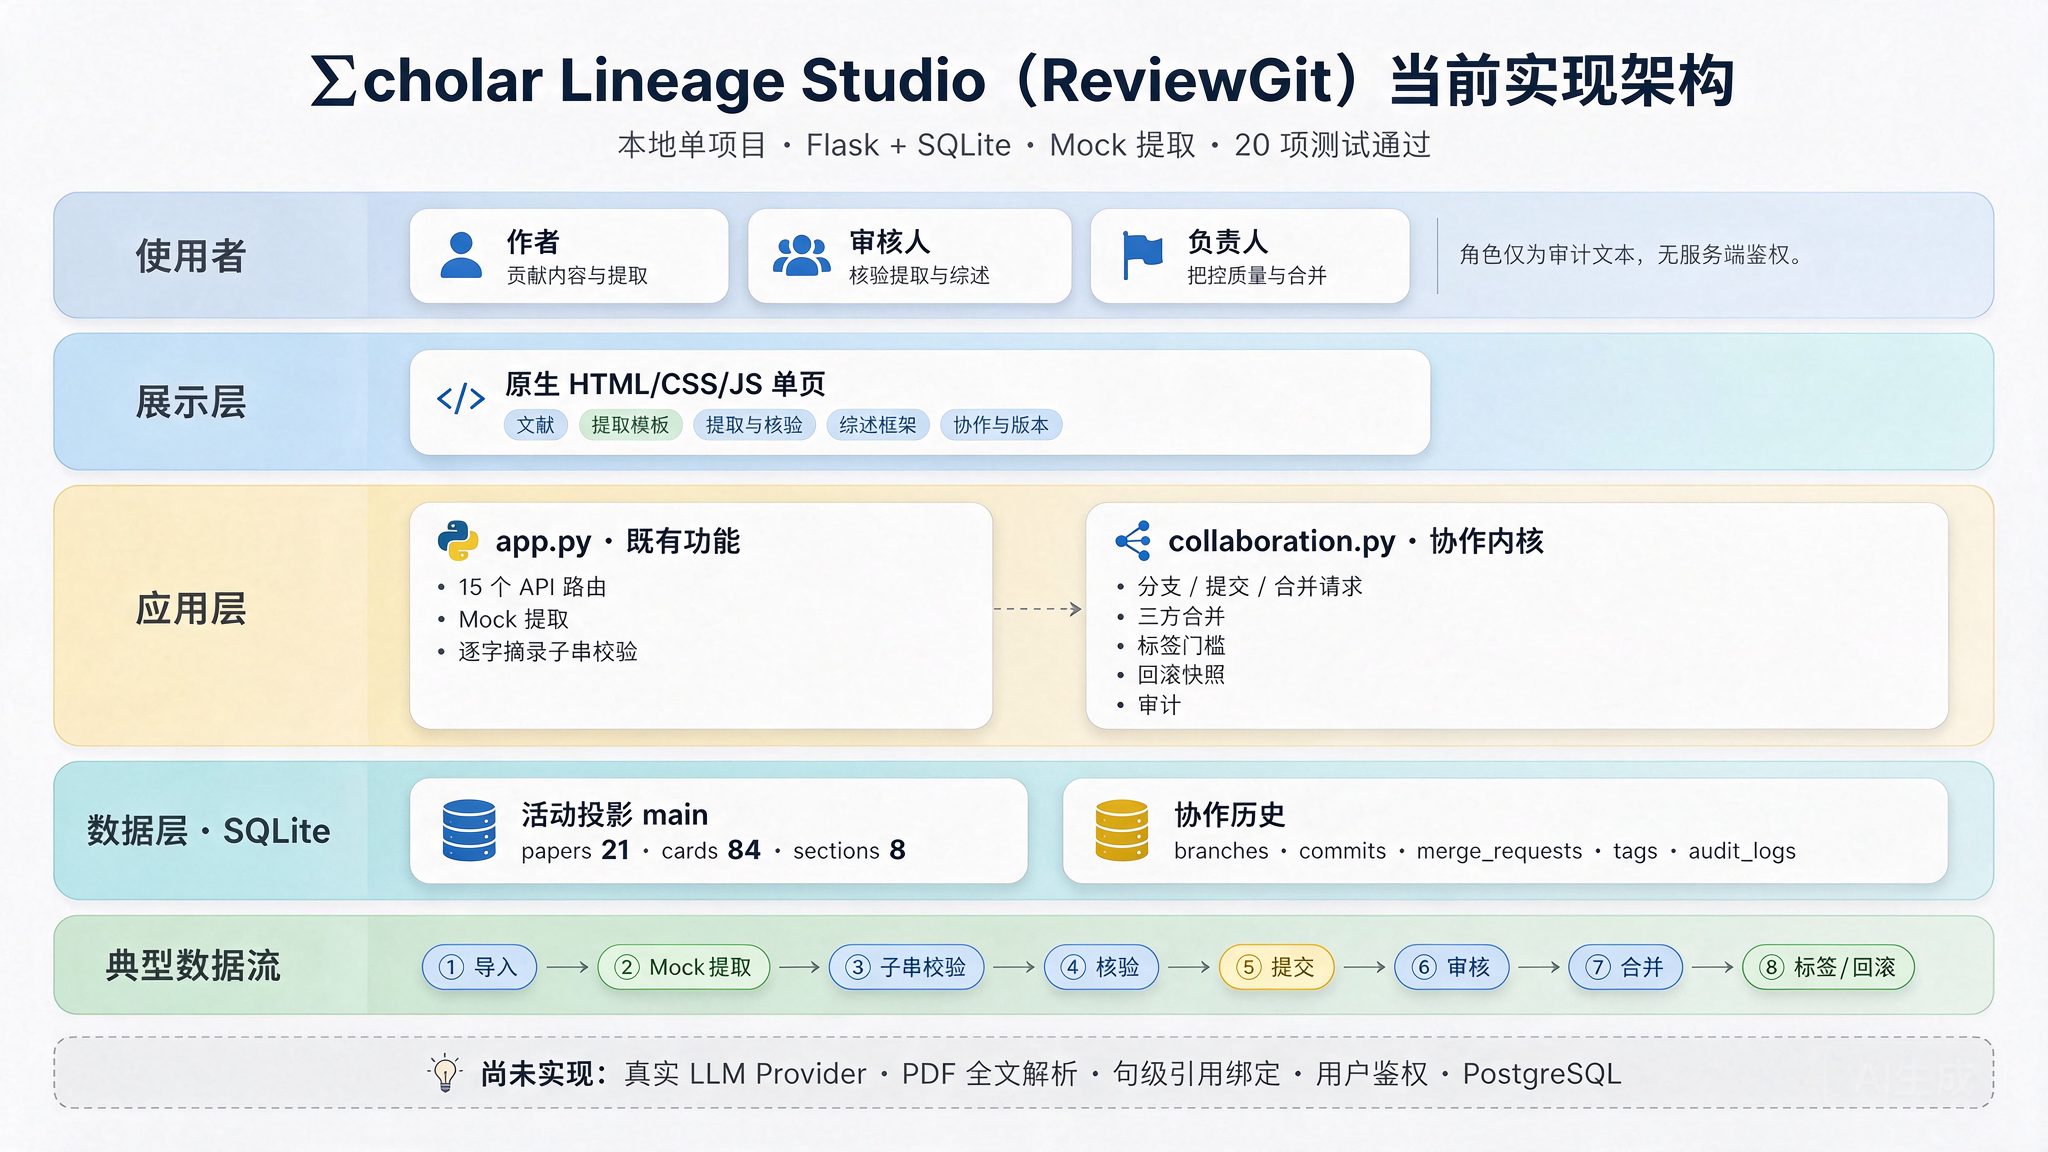 ∑cholar Lineage Studio（ReviewGit）当前实现架构
本地单项目 · Flask + SQLite · Mock 提取 · 20 项测试通过
使用者
作者
贡献内容与提取
审核人
核验提取与综述
负责人
把控质量与合并
角色仅为审计文本，无服务端鉴权。
展示层
</>
原生 HTML/CSS/JS 单页
文献
提取模板
提取与核验
综述框架
协作与版本
应用层
app.py · 既有功能
• 15 个 API 路由
• Mock 提取
• 逐字摘录子串校验
collaboration.py · 协作内核
• 分支 / 提交 / 合并请求
• 三方合并
• 标签门槛
• 回滚快照
• 审计
数据层 · SQLite
活动投影 main
papers 21 · cards 84 · sections 8
协作历史
branches · commits · merge_requests · tags · audit_logs
典型数据流
① 导入
② Mock 提取
③ 子串校验
④ 核验
⑤ 提交
⑥ 审核
⑦ 合并
⑧ 标签 / 回滚
尚未实现：真实 LLM Provider · PDF 全文解析 · 句级引用绑定 · 用户鉴权 · PostgreSQL